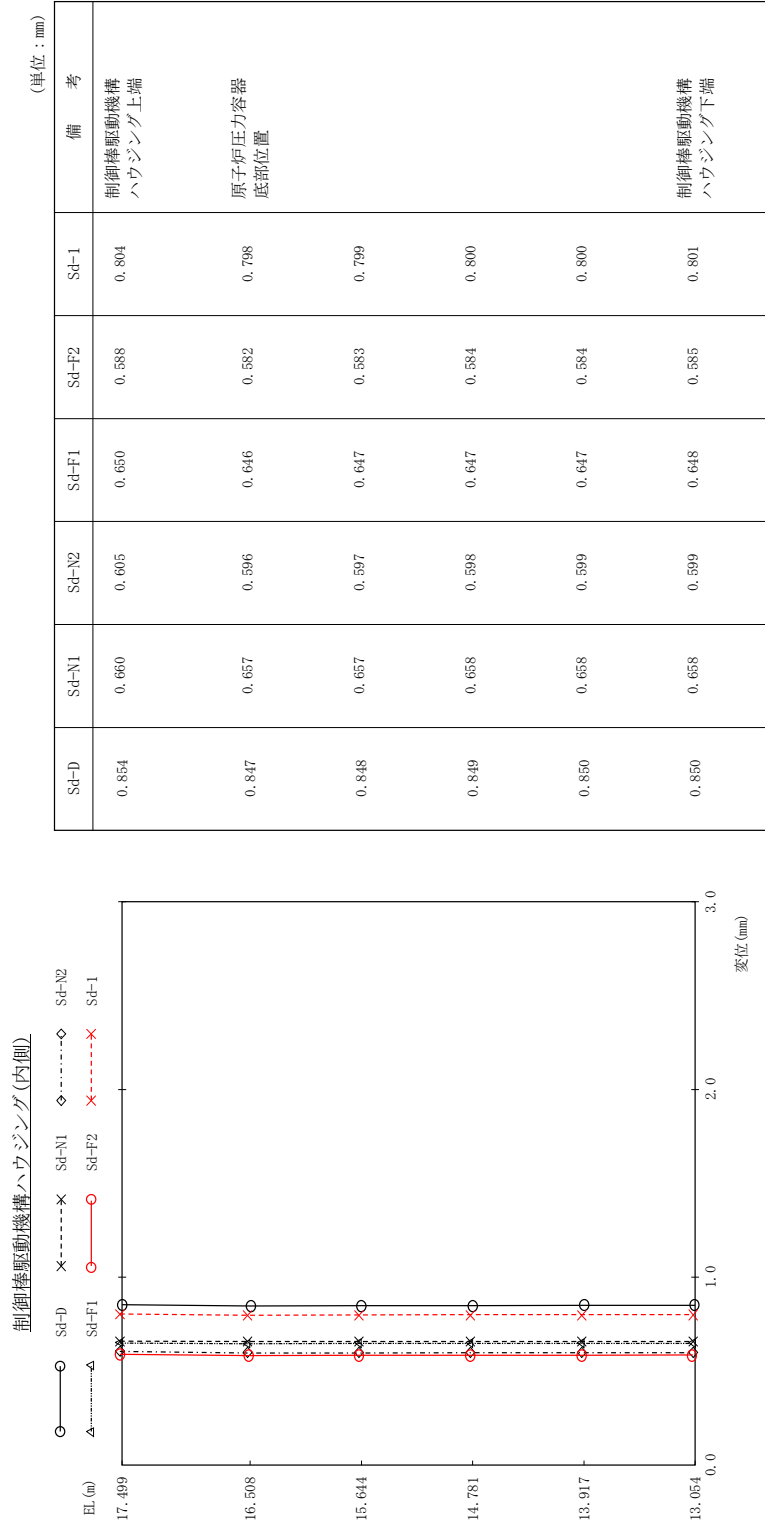 制御棒駆動機構ハウジング(内側)
Sd-D Sd-N1 Sd-N2
Sd-F1 Sd-F2 Sd-1
EL(m)
17.499
16.508
15.644
14.781
13.917
13.054
0.0 1.0 2.0 3.0
変位(mm)
(単位:mm)
Sd-D Sd-N1 Sd-N2 Sd-F1 Sd-F2 Sd-1 備 考
0.854 0.660 0.605 0.650 0.588 0.804 制御棒駆動機構
ハウジング上端
0.847 0.657 0.596 0.646 0.582 0.798 原子炉圧力容器
底部位置
0.848 0.657 0.597 0.647 0.583 0.799
0.849 0.658 0.598 0.647 0.584 0.800
0.850 0.658 0.599 0.647 0.584 0.800
0.850 0.658 0.599 0.648 0.585 0.801 制御棒駆動機構
ハウジング下端